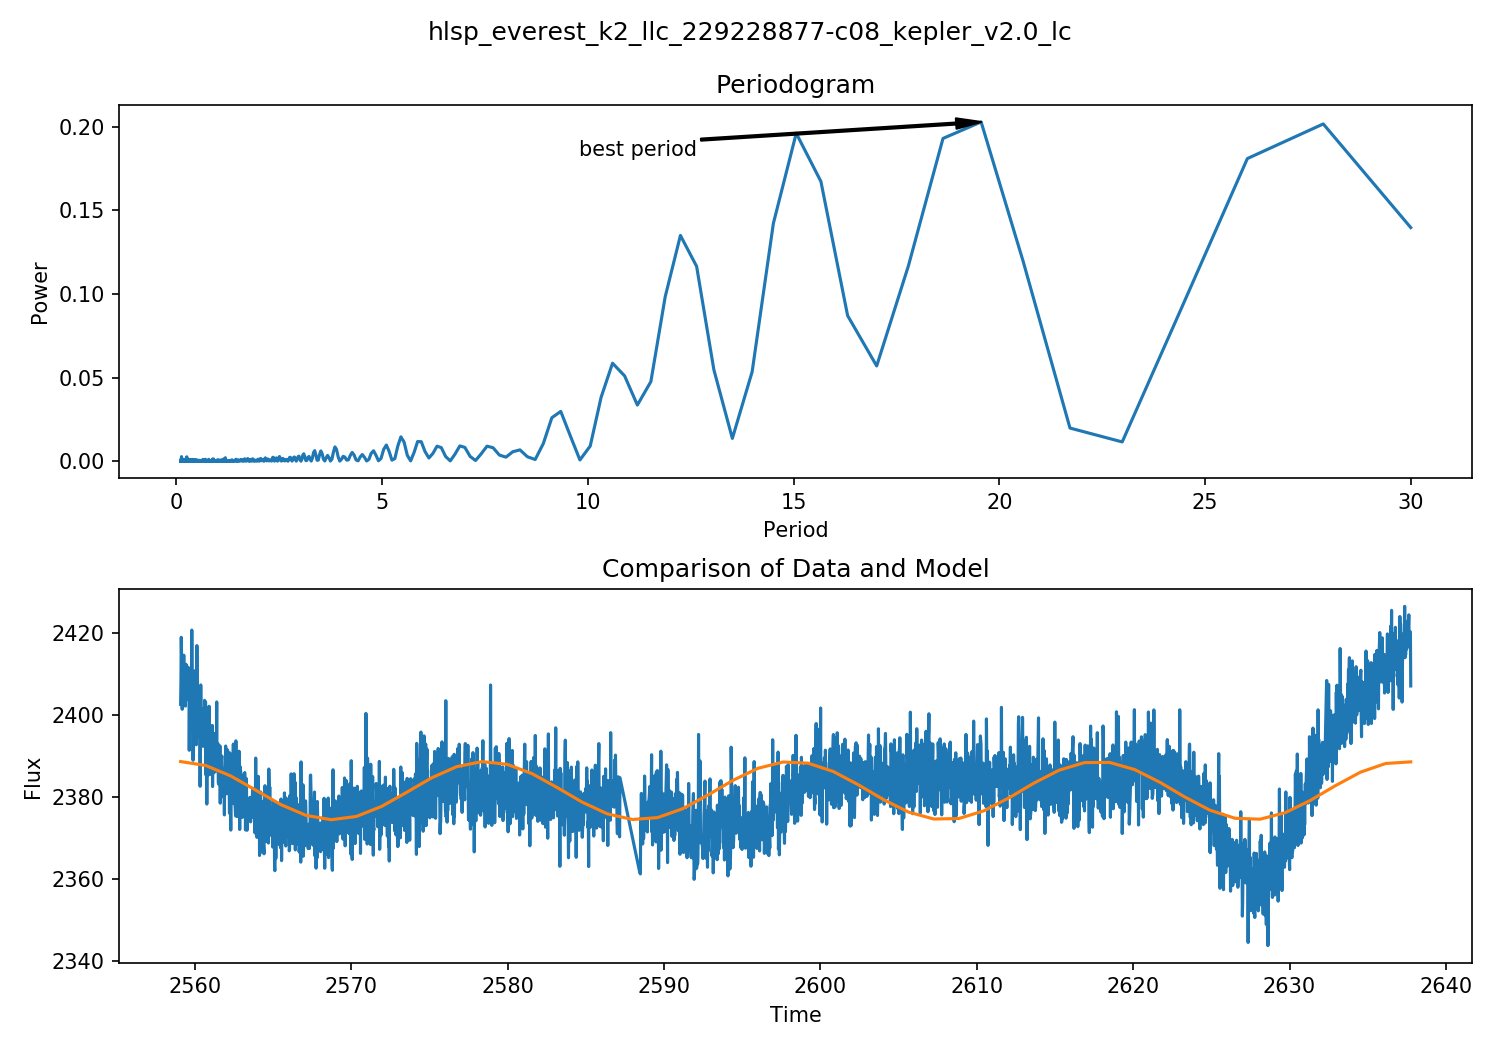 hlsp_everest_k2_llc_229228877-c08_kepler_v2.0_lc
Periodogram
0.20
0.15
0.10
0.05
0.00
Power
best period
0 5 10 15 20 25 30
Period
Comparison of Data and Model
2420
2400
2380
2360
2340
Flux
2560 2570 2580 2590 2600 2610 2620 2630 2640
Time